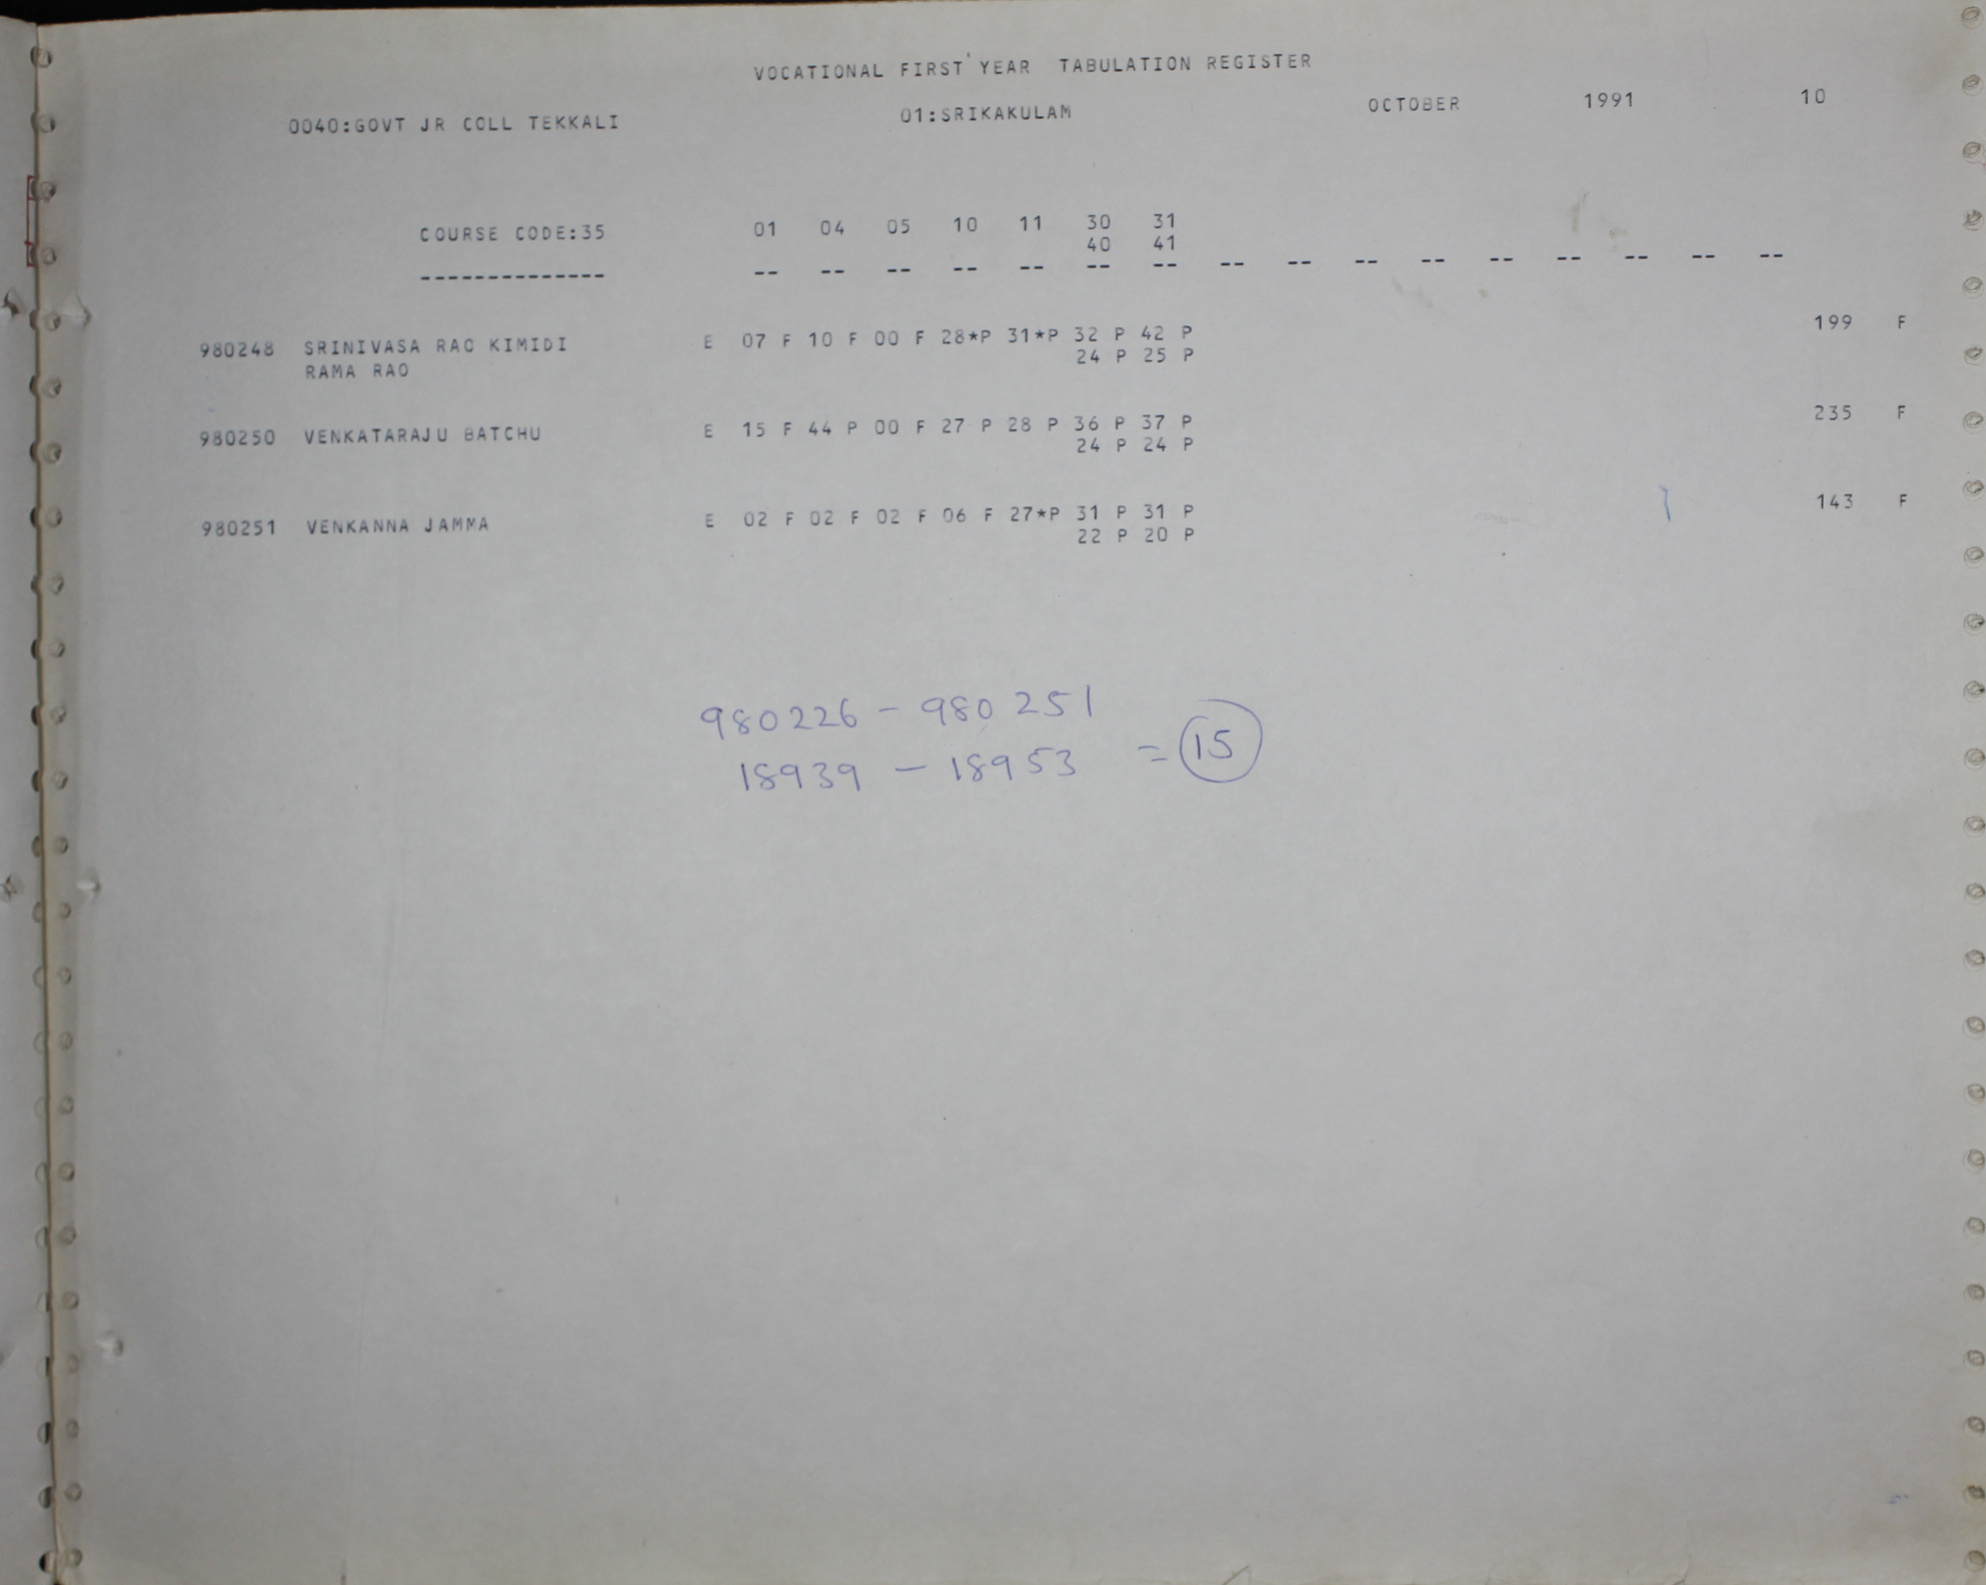 VOCATIONAL FIRST YEAR TABULATION REGISTER
0040:GOVT JR COLL TEKKALI 01:SRIKAKULAM OCTOBER 1991 10
COURSE CODE:35 01 04 05 10 11 30 31
40 41
-------------- -- -- -- -- -- -- -- -- -- -- -- -- -- -- -- --
980248 SRINIVASA RAO KIMIDI E 07 F 10 F 00 F 28*P 31*P 32 P 42 P 199 F
RAMA RAO 24 P 25 P
980250 VENKATARAJU BATCHU E 15 F 44 P 00 F 27 P 28 P 36 P 37 P 235 F
24 P 24 P
980251 VENKANNA JAMMA E 02 F 02 F 02 F 06 F 27*P 31 P 31 P 143 F
22 P 20 P
980226 - 980251
18939 - 18953 = 15